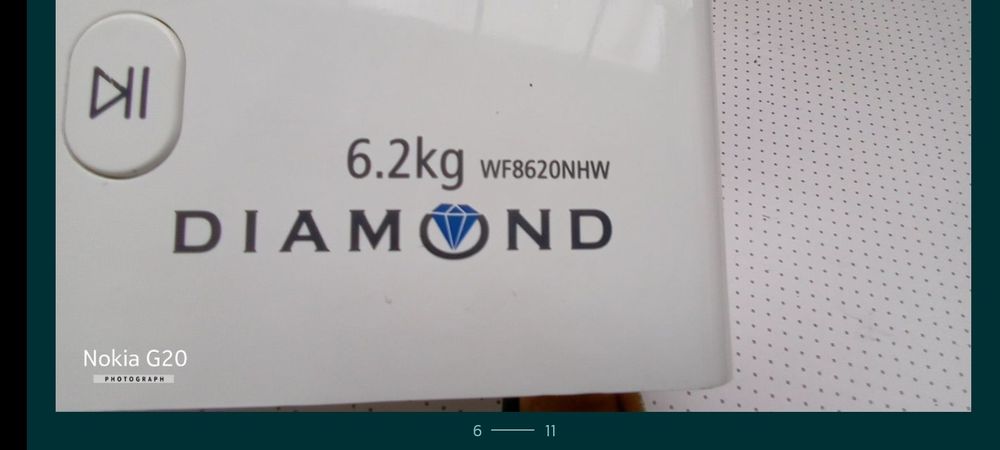 6.2kg WF8620NHW
DIAMOND
Nokia G20
PHOTOGRAPH
6 11